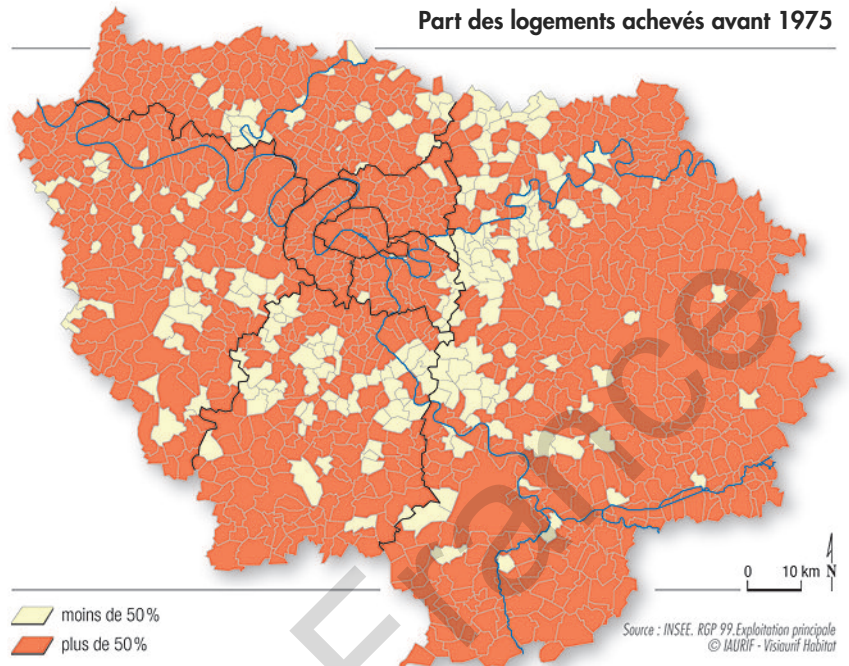 Part des logements achevés avant 1975
France
0 10 km N
moins de 50%
plus de 50%
Source : INSEE. RGP 99.Exploitation principale
© IAURIF - Visiaurif Habitat